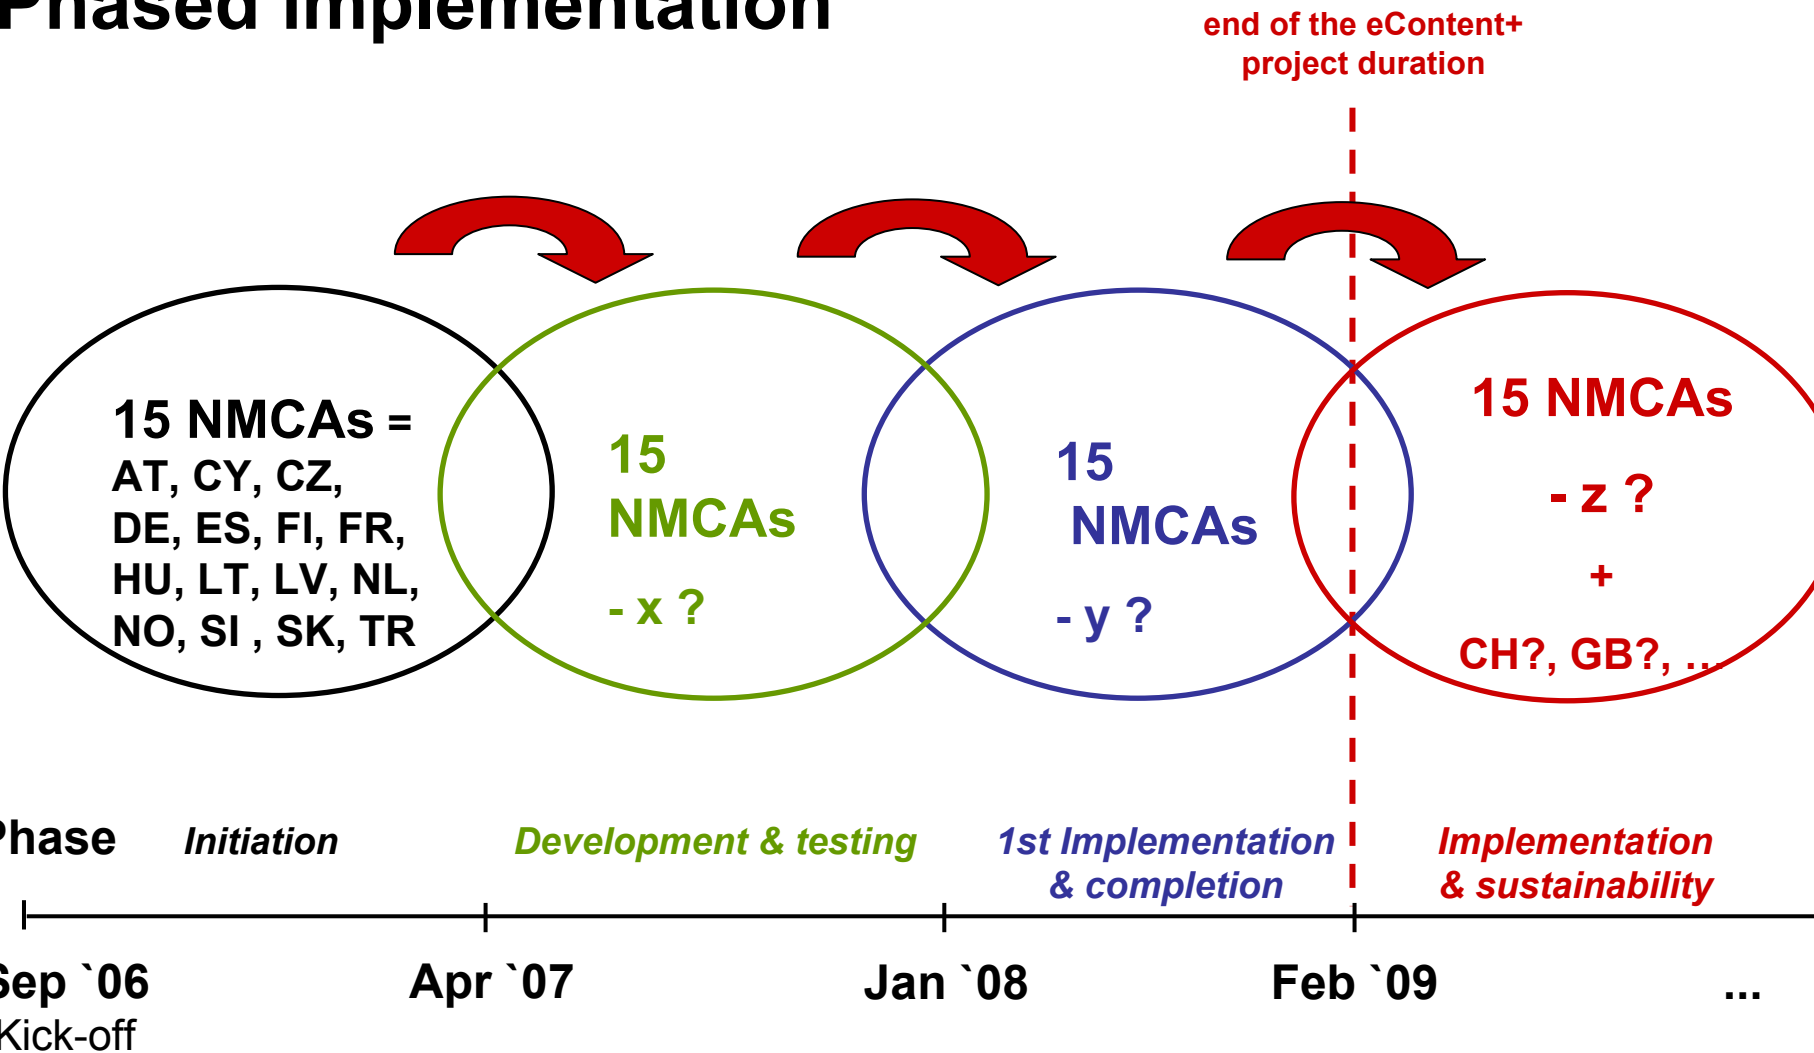 Phased implementation
end of the eContent+
project duration
15 NMCAs =
AT, CY, CZ,
DE, ES, FI, FR,
HU, LT, LV, NL,
NO, SI , SK, TR
15
NMCAs
- x ?
15
NMCAs
- y ?
15 NMCAs
- z ?
+
CH?, GB?, ...
Phase
Initiation
Development & testing
1st Implementation
& completion
Implementation
& sustainability
Sep `06
Kick-off
Apr `07
Jan `08
Feb `09
...